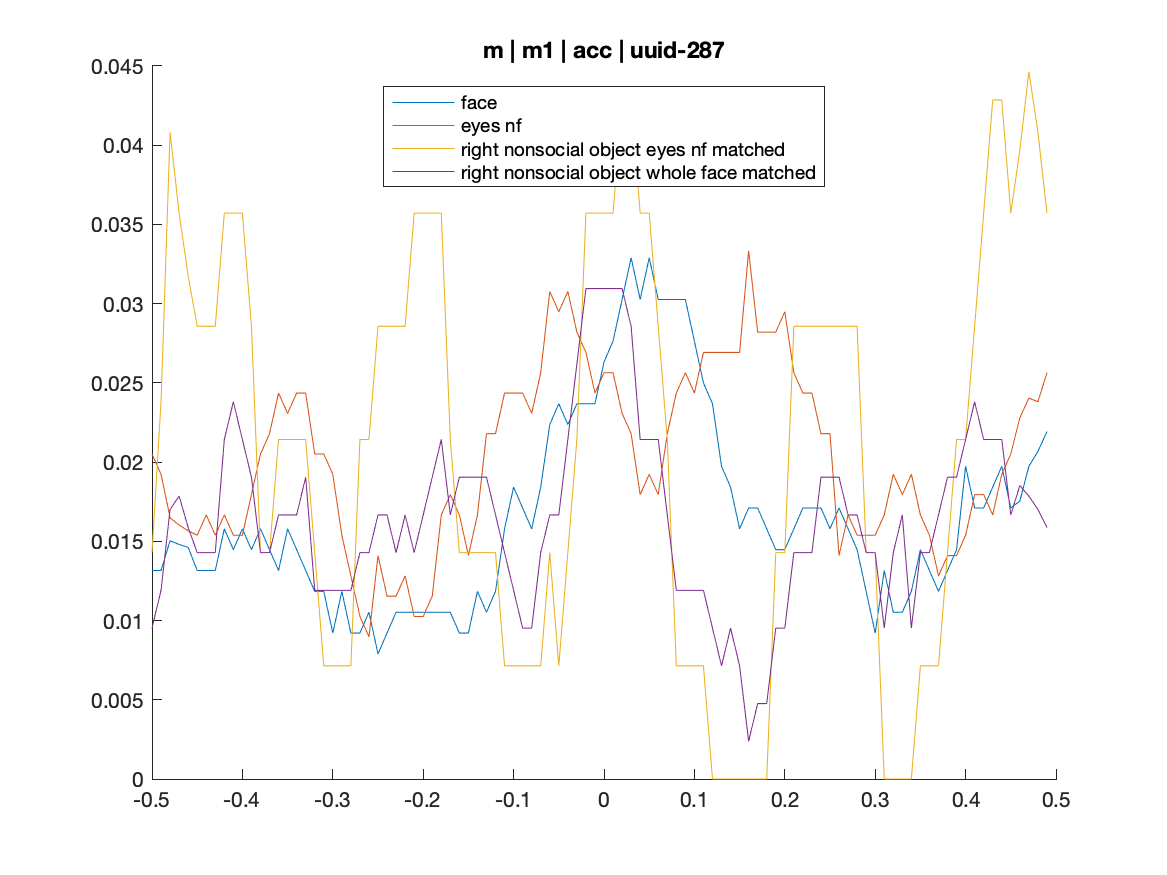 m | m1 | acc | uuid-287
0.045
face
eyes nf
0.04
right nonsocial object eyes nf matched
right nonsocial object whole face matched
0.035
0.03
0.025
0.02
0.015
0.01
0.005
0
-0.5 -0.4 -0.3 -0.2 -0.1 0 0.1 0.2 0.3 0.4 0.5